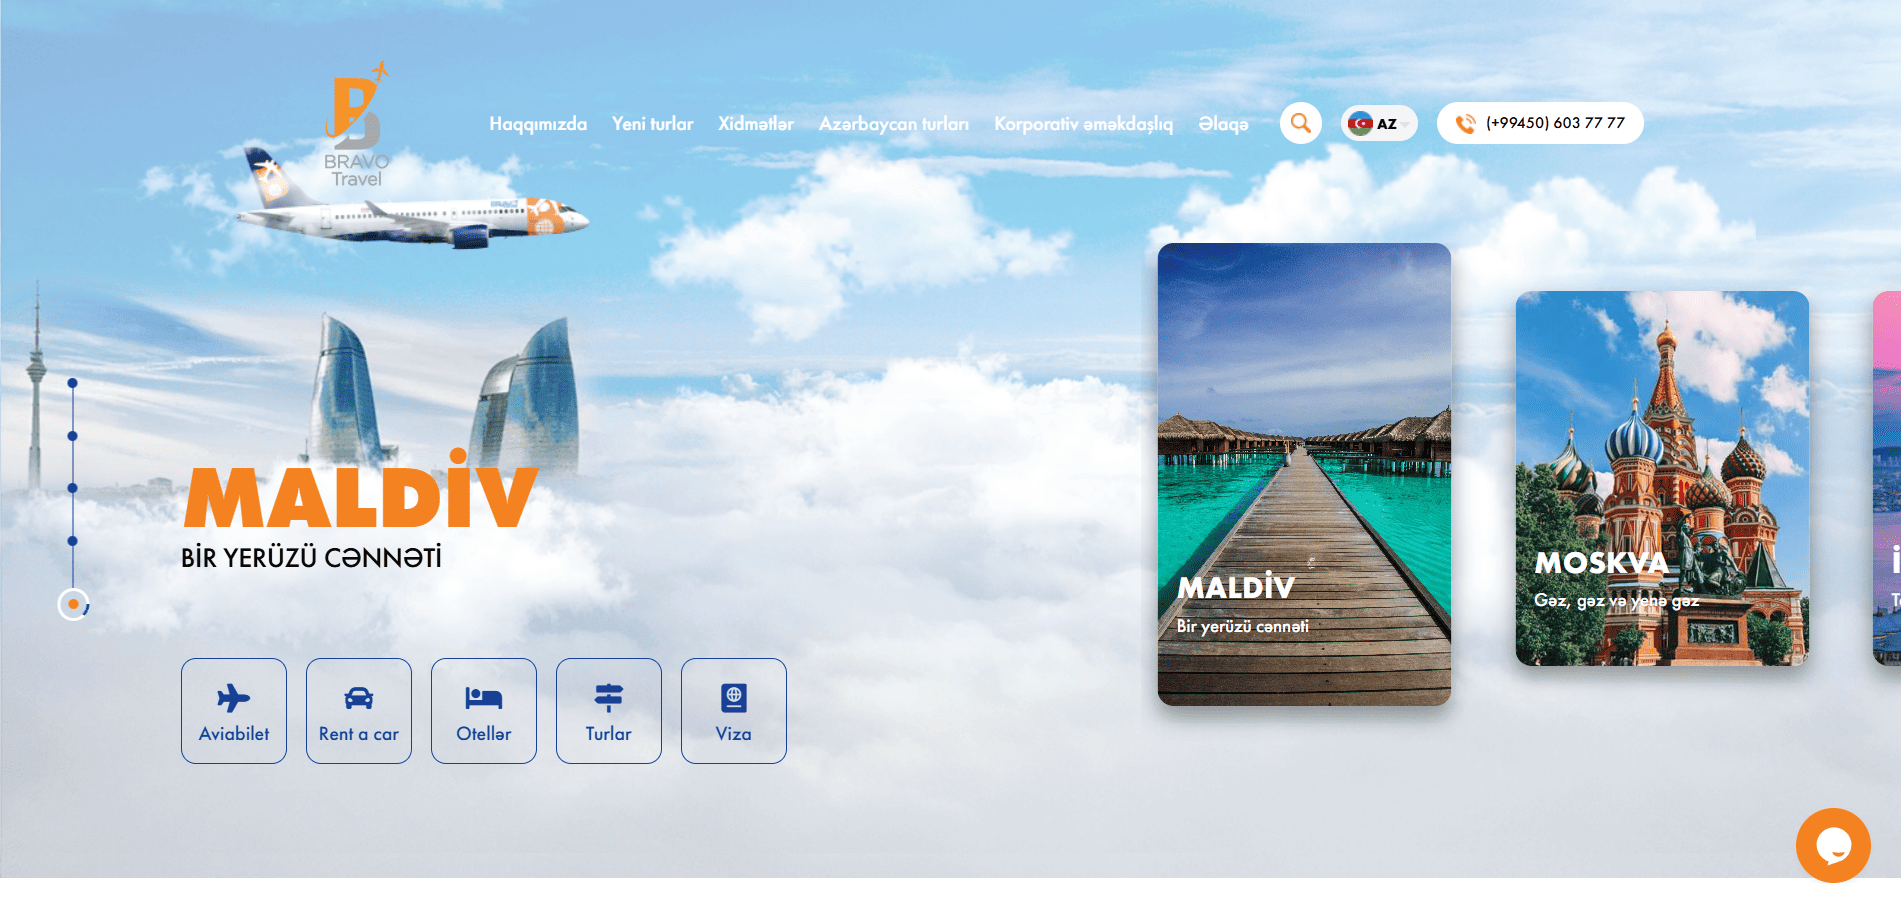 BRAVO
Travel
Haqqımızda
Yeni turlar
Xidmətlər
Azərbaycan turları
Korporativ əməkdaşlıq
Əlaqə
AZ
(+99450) 603 77 77
MALDİV
BİR YERÜZÜ CƏNNƏTİ
Aviabilet
Rent a car
Otellər
Turlar
Viza
MALDİV
Bir yerüzü cənnəti
MOSKVA
Gəz, gəz və yenə gəz